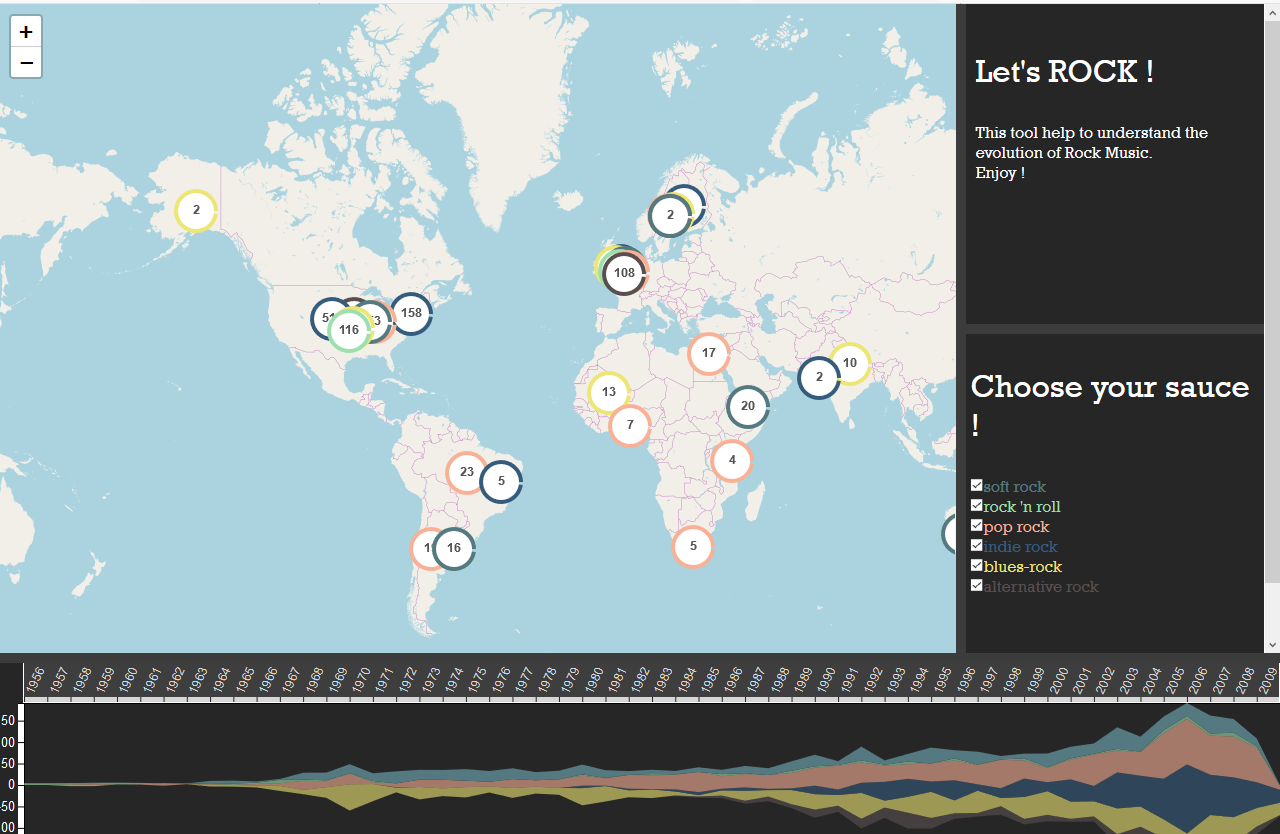 +
−
Let's ROCK !
This tool help to understand the
evolution of Rock Music.
Enjoy !
2
2
108
158
116
17
10
2
13
20
7
4
23
5
16
5
Choose your sauce
!
soft rock
rock 'n roll
pop rock
indie rock
blues-rock
alternative rock
1956 1957 1958 1959 1960 1961 1962 1963 1964 1965 1966 1967 1968 1969 1970 1971 1972 1973 1974 1975 1976 1977 1978 1979 1980 1981 1982 1983 1984 1985 1986 1987 1988 1989 1990 1991 1992 1993 1994 1995 1996 1997 1998 1999 2000 2001 2002 2003 2004 2005 2006 2007 2008 2009
50
00
50
0
50
00